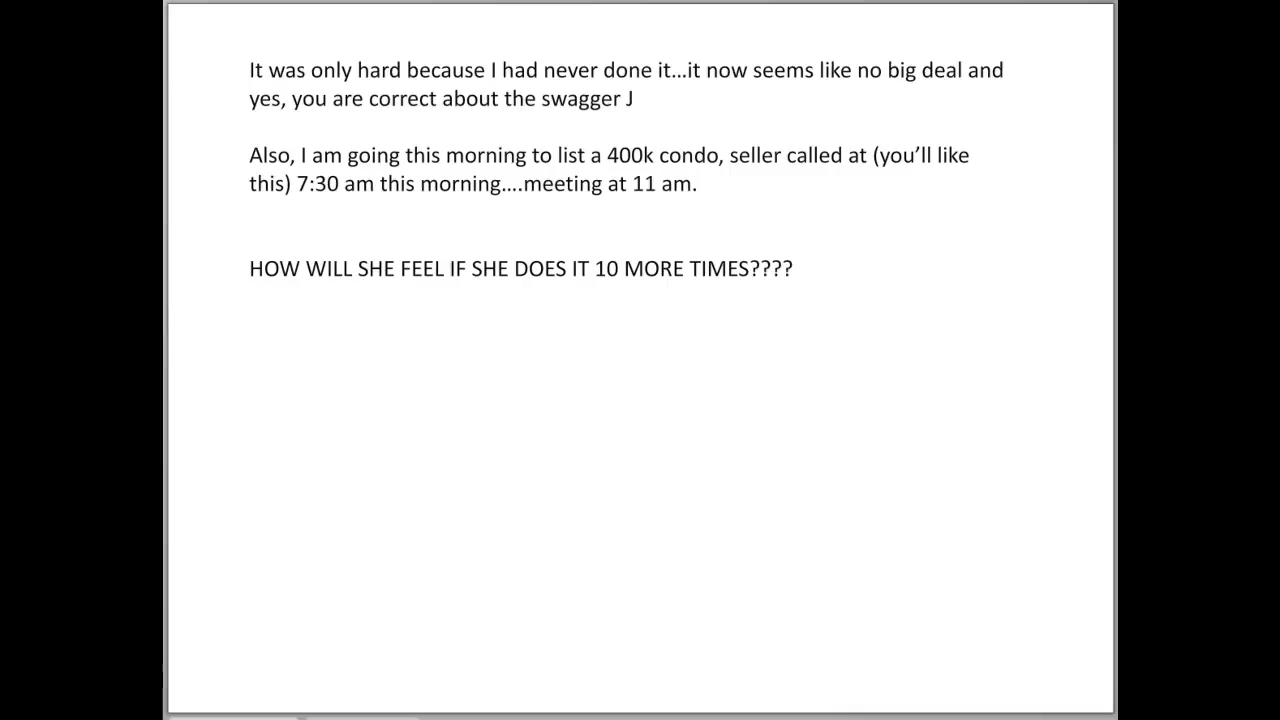 It was only hard because I had never done it…it now seems like no big deal and
yes, you are correct about the swagger J
Also, I am going this morning to list a 400k condo, seller called at (you’ll like
this) 7:30 am this morning….meeting at 11 am.
HOW WILL SHE FEEL IF SHE DOES IT 10 MORE TIMES????